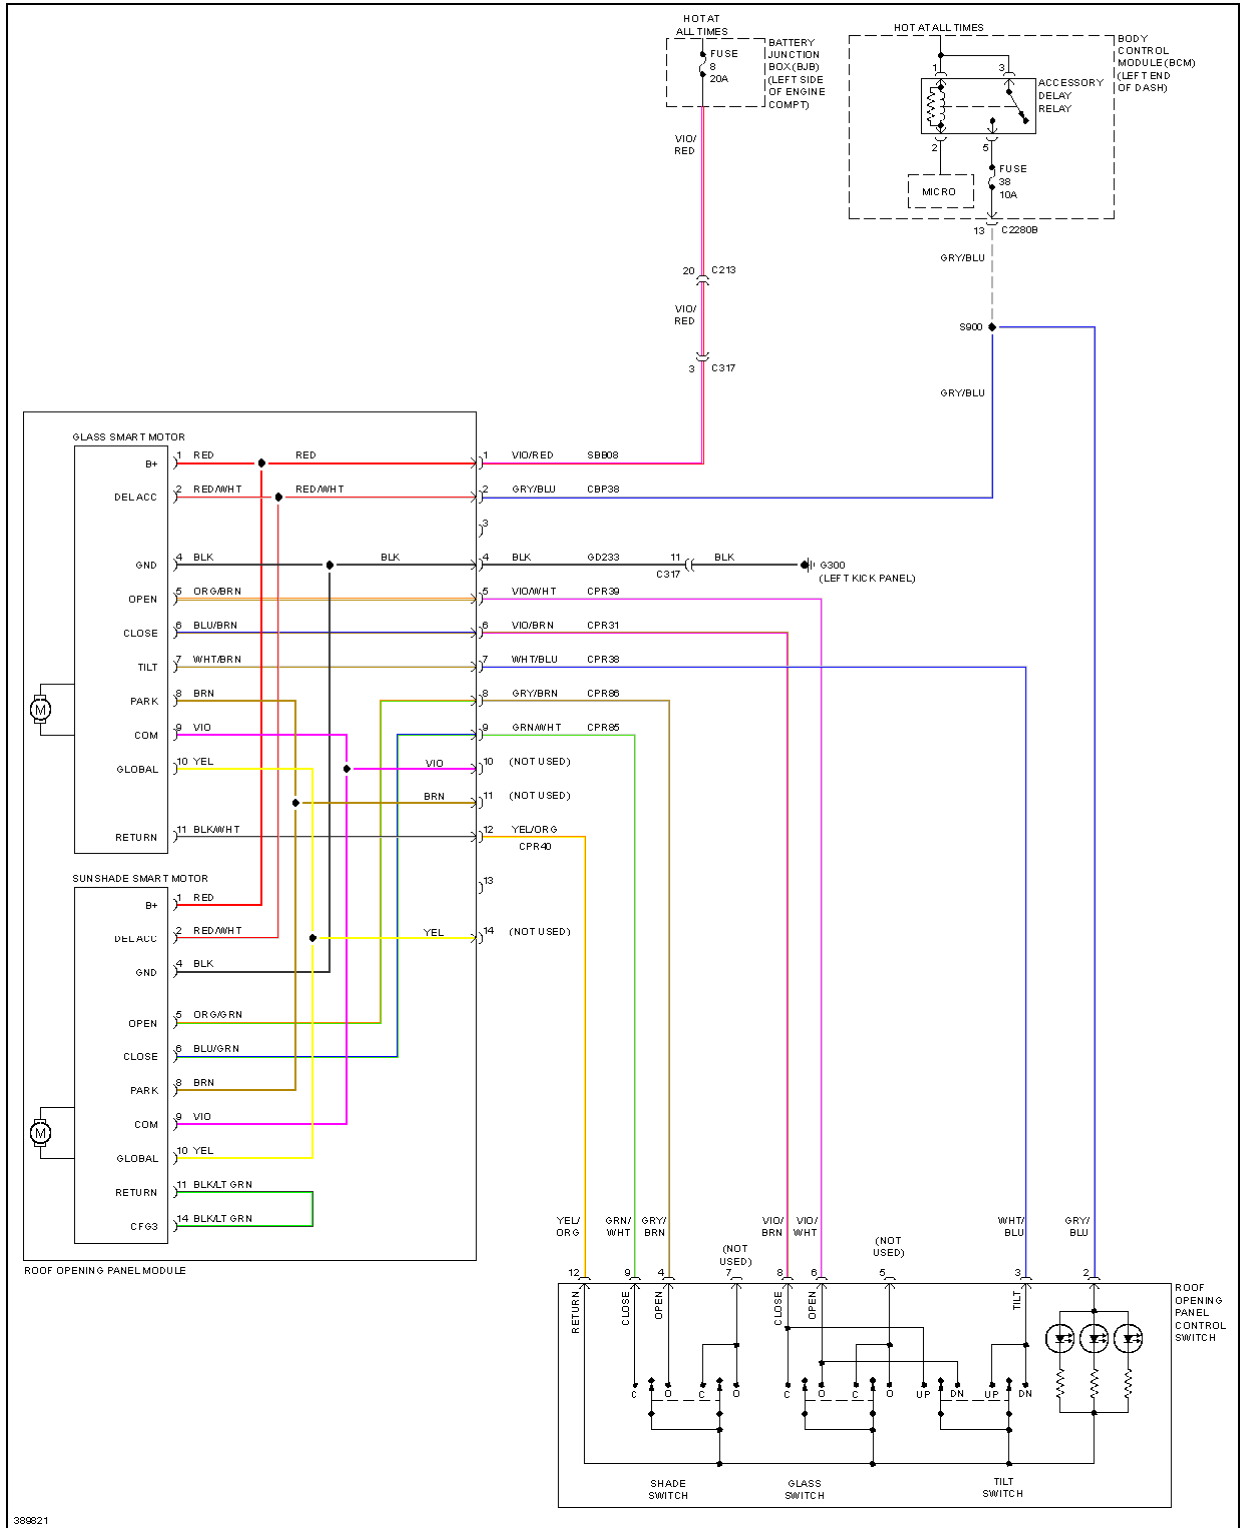 HOT AT
ALL TIMES
FUSE
8
20A
BATTERY
JUNCTION
BOX (BJB)
(LEFT SIDE
OF ENGINE
COMPT)
HOT AT ALL TIMES
BODY
CONTROL
MODULE (BCM)
(LEFT END
OF DASH)
1
3
ACCESSORY
DELAY
RELAY
2
5
MICRO
FUSE
38
10A
13 C2280B
VIO/
RED
GRY/BLU
20 C213
VIO/
RED
S900
3 C317
GRY/BLU
GLASS SMART MOTOR
B+ 1 RED RED 1 VIO/RED SBB08
DEL ACC 2 RED/WHT RED/WHT 2 GRY/BLU CBP38
3
GND 4 BLK BLK 4 BLK GD233 11 BLK
C317
G300
(LEFT KICK PANEL)
OPEN 5 ORG/BRN 5 VIO/WHT CPR39
CLOSE 6 BLU/BRN 6 VIO/BRN CPR31
TILT 7 WHT/BRN 7 WHT/BLU CPR38
M
PARK 8 BRN 8 GRY/BRN CPR86
COM 9 VIO 9 GRN/WHT CPR85
GLOBAL 10 YEL VIO 10 (NOT USED)
BRN 11 (NOT USED)
RETURN 11 BLK/WHT 12 YEL/ORG
CPR40
SUNSHADE SMART MOTOR
13
B+ 1 RED
DEL ACC 2 RED/WHT YEL 14 (NOT USED)
GND 4 BLK
OPEN 5 ORG/GRN
CLOSE 6 BLU/GRN
PARK 8 BRN
M
COM 9 VIO
GLOBAL 10 YEL
RETURN 11 BLK/LT GRN
CFG3 14 BLK/LT GRN
ROOF OPENING PANEL MODULE
YEL/
ORG
GRN/
WHT
GRY/
BRN
(NOT
USED)
VIO/
BRN
VIO/
WHT
(NOT
USED)
WHT/
BLU
GRY/
BLU
12 9 4 7 8 6 5 3 2
RETURN
CLOSE
OPEN
CLOSE
OPEN
TILT
ROOF
OPENING
PANEL
CONTROL
SWITCH
C O C O C O C O UP DN UP DN
SHADE
SWITCH
GLASS
SWITCH
TILT
SWITCH
389821